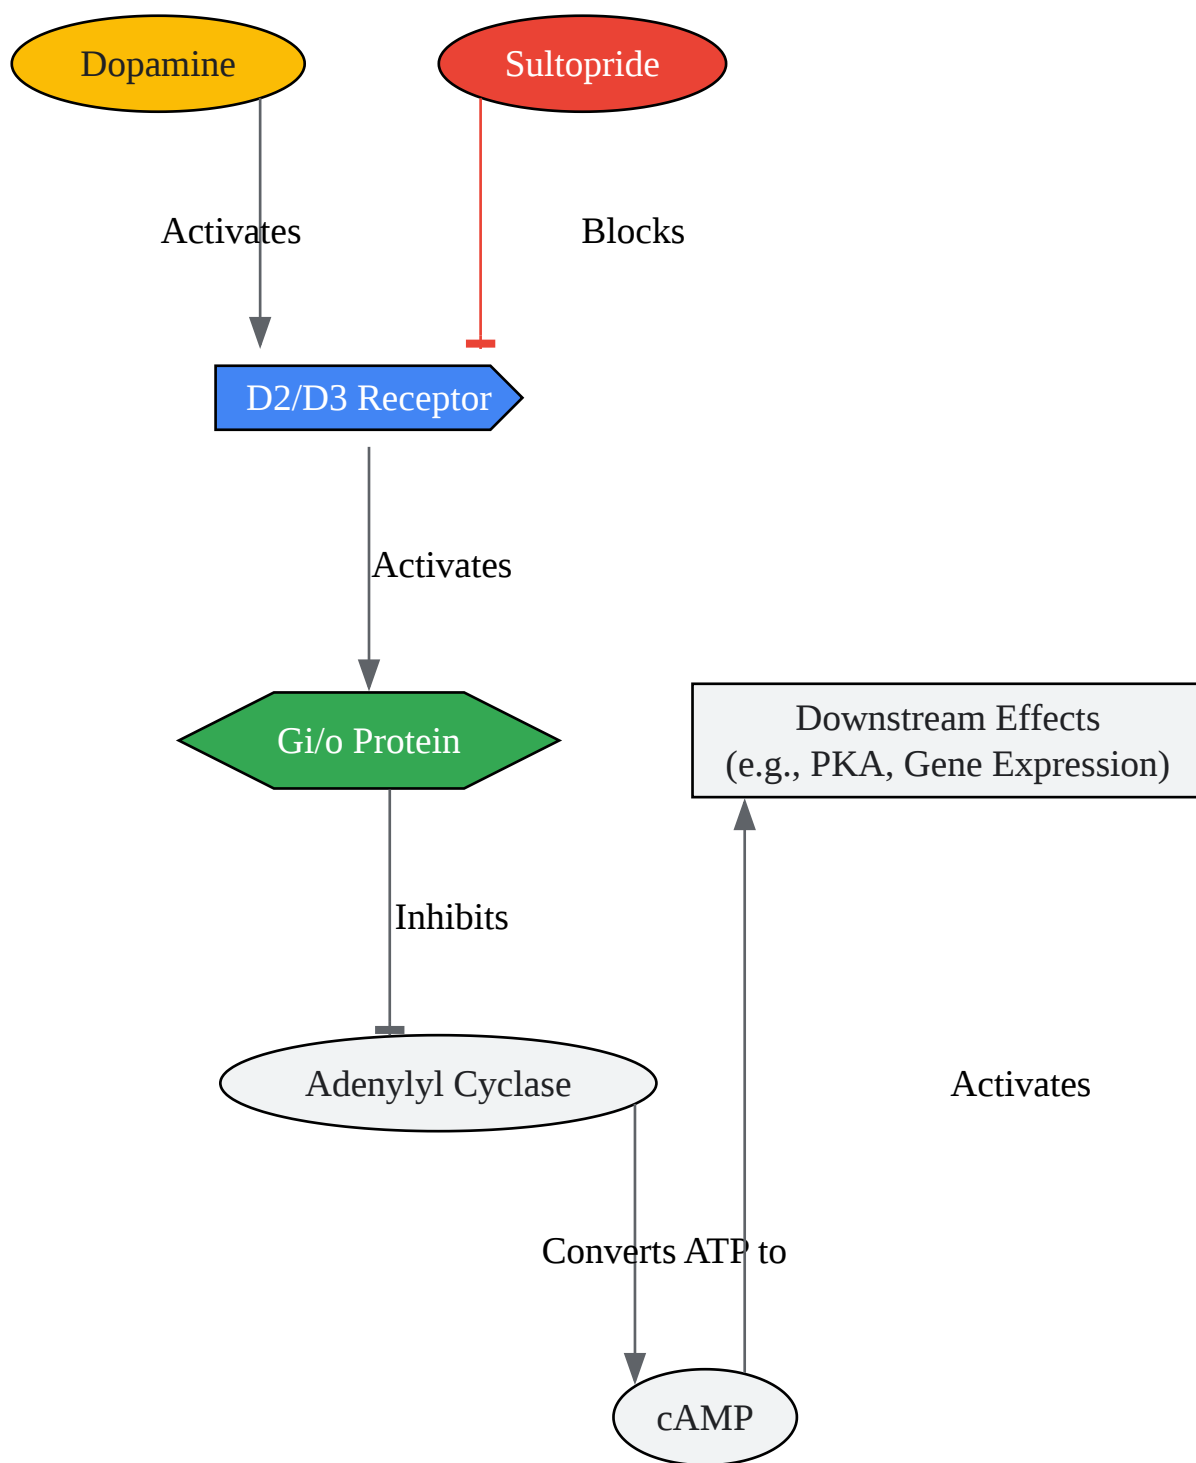 Dopamine
Sultopride
Activates
Blocks
D2/D3 Receptor
Activates
Gi/o Protein
Downstream Effects
(e.g., PKA, Gene Expression)
Inhibits
Adenylyl Cyclase
Activates
Converts ATP to
cAMP